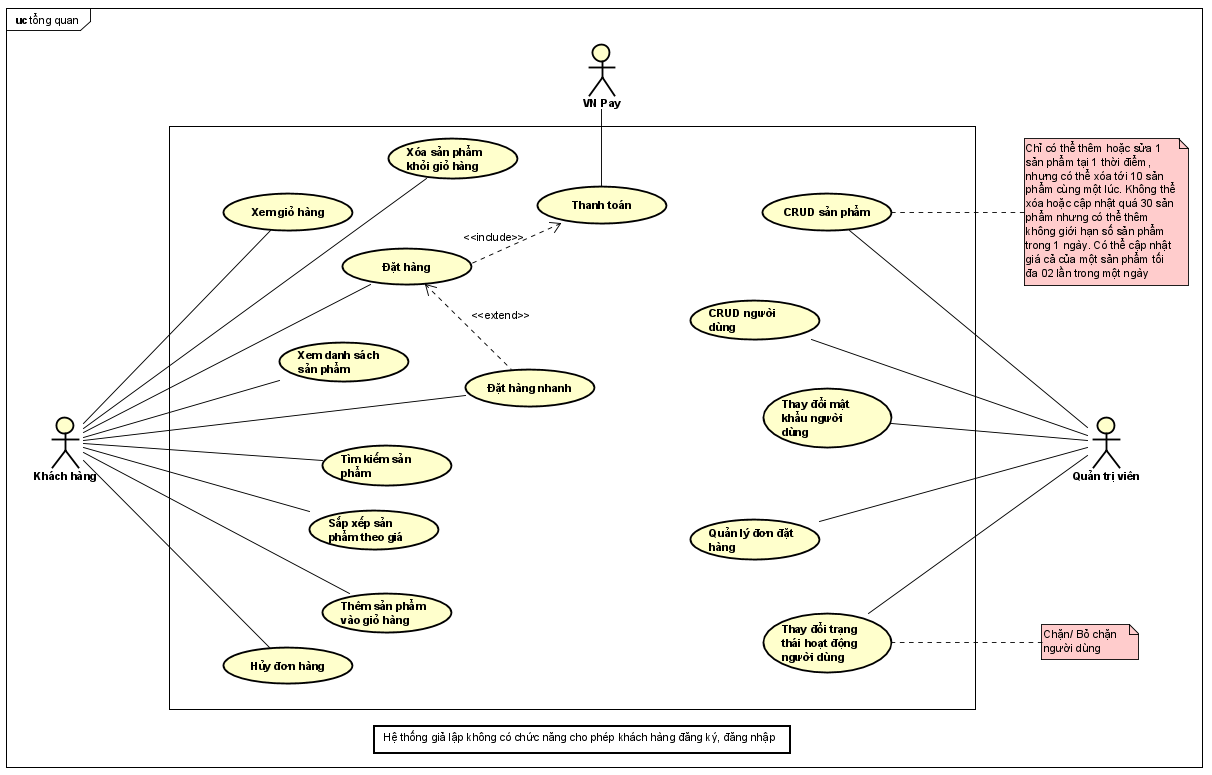 uc tổng quan
VN Pay
Xóa sản phẩm
khỏi giỏ hàng
Xem giỏ hàng
Thanh toán
CRUD sản phẩm
Chỉ có thể thêm hoặc sửa 1
sản phẩm tại 1 thời điểm ,
nhưng có thể xóa tới 10 sản
phẩm cùng một lúc. Không thể
xóa hoặc cập nhật quá 30 sản
phẩm nhưng có thể thêm
không giới hạn số sản phẩm
trong 1 ngày. Có thể cập nhật
giá cả của một sản phẩm tối
đa 02 lần trong một ngày
<<include>>
Đặt hàng
<<extend>>
CRUD người
dùng
Xem danh sách
sản phẩm
Đặt hàng nhanh
Thay đổi mật
khẩu người
dùng
Khách hàng
Quản trị viên
Tìm kiếm sản
phẩm
Sắp xếp sản
phẩm theo giá
Quản lý đơn đặt
hàng
Thêm sản phẩm
vào giỏ hàng
Thay đổi trạng
thái hoạt động
người dùng
Chặn/ Bỏ chặn
người dùng
Hủy đơn hàng
Hệ thống giả lập không có chức năng cho phép khách hàng đăng ký, đăng nhập